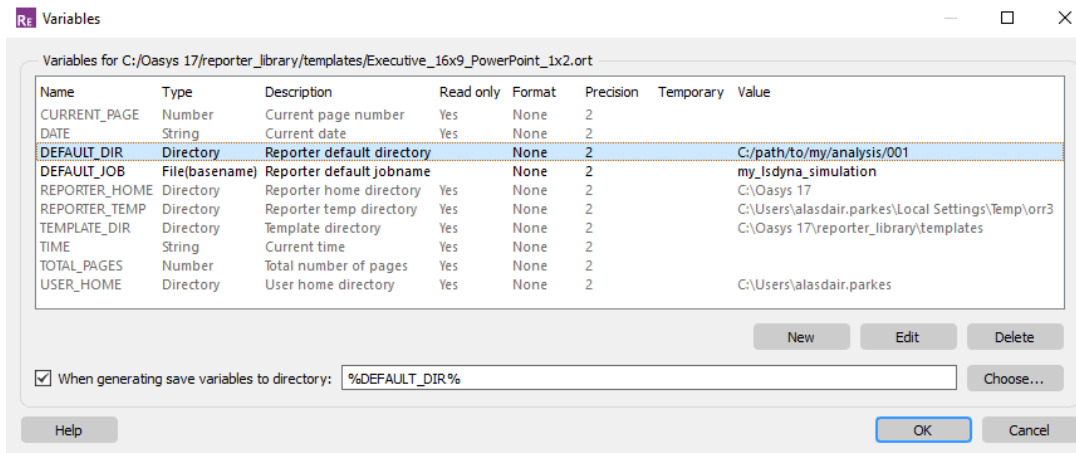 RE Variables
Variables for C:/Oasys 17/reporter_library/templates/Executive_16x9_PowerPoint_1x2.ort
Name Type Description Read only Format Precision Temporary Value
CURRENT_PAGE Number Current page number Yes None 2
DATE String Current date Yes None 2
DEFAULT_DIR Directory Reporter default directory None 2 C:/path/to/my/analysis/001
DEFAULT_JOB File(basename) Reporter default jobname None 2 my_lsdyna_simulation
REPORTER_HOME Directory Reporter home directory Yes None 2 C:\Oasys 17
REPORTER_TEMP Directory Reporter temp directory Yes None 2 C:\Users\alasdair.parkes\Local Settings\Temp\orr3
TEMPLATE_DIR Directory Template directory Yes None 2 C:\Oasys 17\reporter_library\templates
TIME String Current time Yes None 2
TOTAL_PAGES Number Total number of pages Yes None 2
USER_HOME Directory User home directory Yes None 2 C:\Users\alasdair.parkes
New Edit Delete
When generating save variables to directory: %DEFAULT_DIR% Choose...
Help OK Cancel